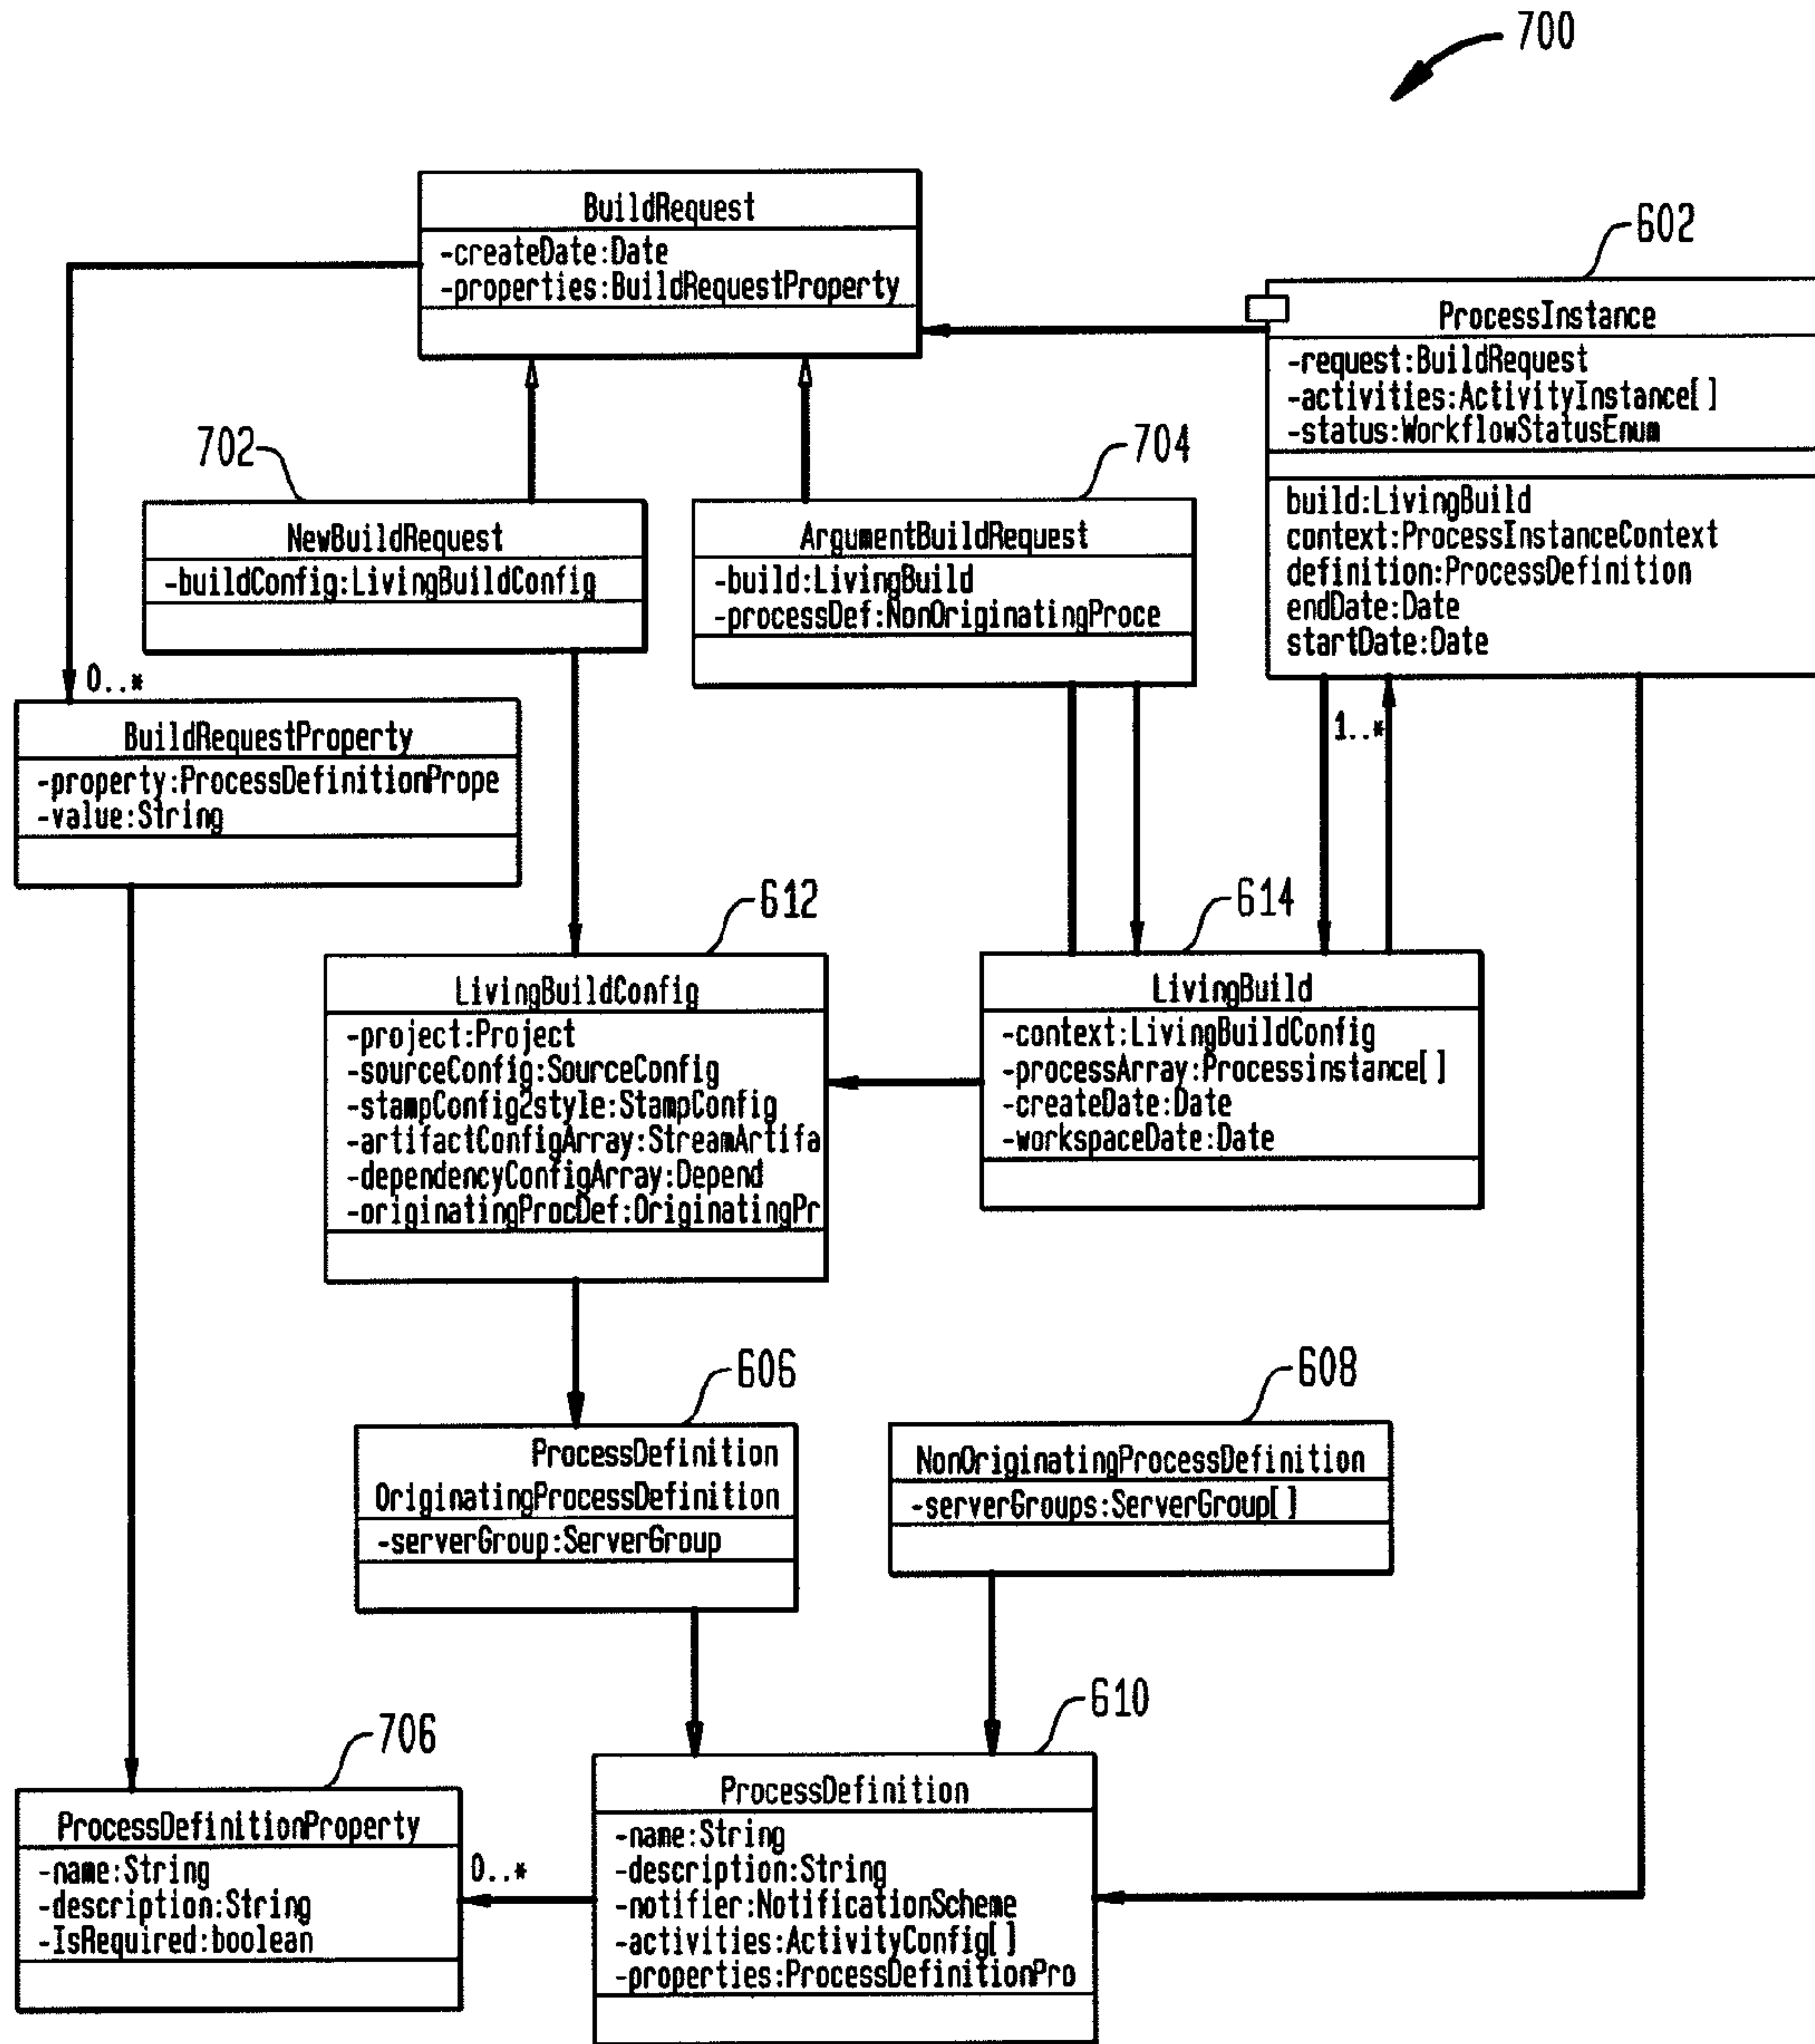 700
BuildRequest
-createDate:Date
-properties:BuildRequestProperty
602
ProcessInstance
-request:BuildRequest
-activities:ActivityInstance[ ]
-status:WorkflowStatusEnum
build:LivingBuild
context:ProcessInstanceContext
definition:ProcessDefinition
endDate:Date
startDate:Date
702
NewBuildRequest
-buildConfig:LivingBuildConfig
704
ArgumentBuildRequest
-build:LivingBuild
-processDef:NonOriginatingProce
0..*
BuildRequestProperty
-property:ProcessDefinitionPrope
-value:String
1..*
612
LivingBuildConfig
-project:Project
-sourceConfig:SourceConfig
-stampConfig2style:StampConfig
-artifactConfigArray:StreamArtifa
-dependencyConfigArray:Depend
-originatingProcDef:OriginatingPr
614
LivingBuild
-context:LivingBuildConfig
-processArray:Processinstance[ ]
-createDate:Date
-workspaceDate:Date
606
ProcessDefinition
OriginatingProcessDefinition
-serverGroup:ServerGroup
608
NonOriginatingProcessDefinition
-serverGroups:ServerGroup[ ]
706
ProcessDefinitionProperty
-name:String
-description:String
-IsRequired:boolean
0..*
610
ProcessDefinition
-name:String
-description:String
-notifier:NotificationScheme
-activities:ActivityConfig[ ]
-properties:ProcessDefinitionPro